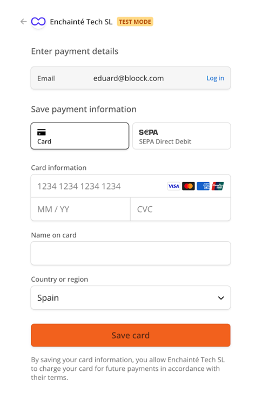 Enchainté Tech SL TEST MODE
Enter payment details
Email eduard@bloock.com Log in
Save payment information
Card
SEPA
SEPA Direct Debit
Card information
1234 1234 1234 1234 VISA
MM / YY CVC
Name on card
Country or region
Spain
Save card
By saving your card information, you allow Enchainté Tech SL
to charge your card for future payments in accordance with
their terms.